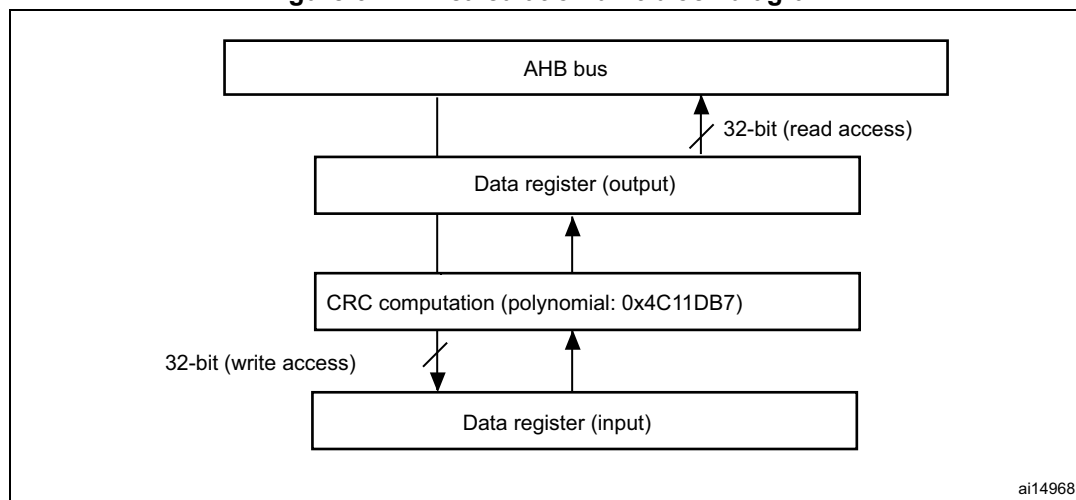 AHB bus
32-bit (read access)
Data register (output)
CRC computation (polynomial: 0x4C11DB7)
32-bit (write access)
Data register (input)
ai14968